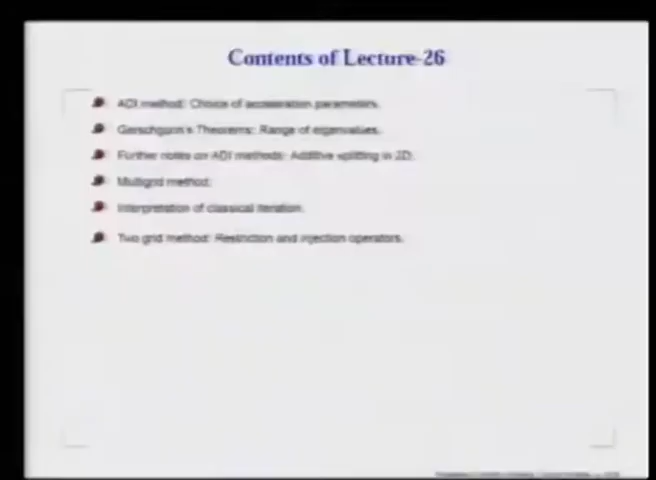 Contents of Lecture-26
ADI method: Choice of acceleration parameters.
Gerschgorin's Theorems: Range of eigenvalues.
Further notes on ADI methods: Additive splitting in 2D.
Multigrid method:
Interpretation of classical iteration.
Two grid method: Restriction and injection operators.